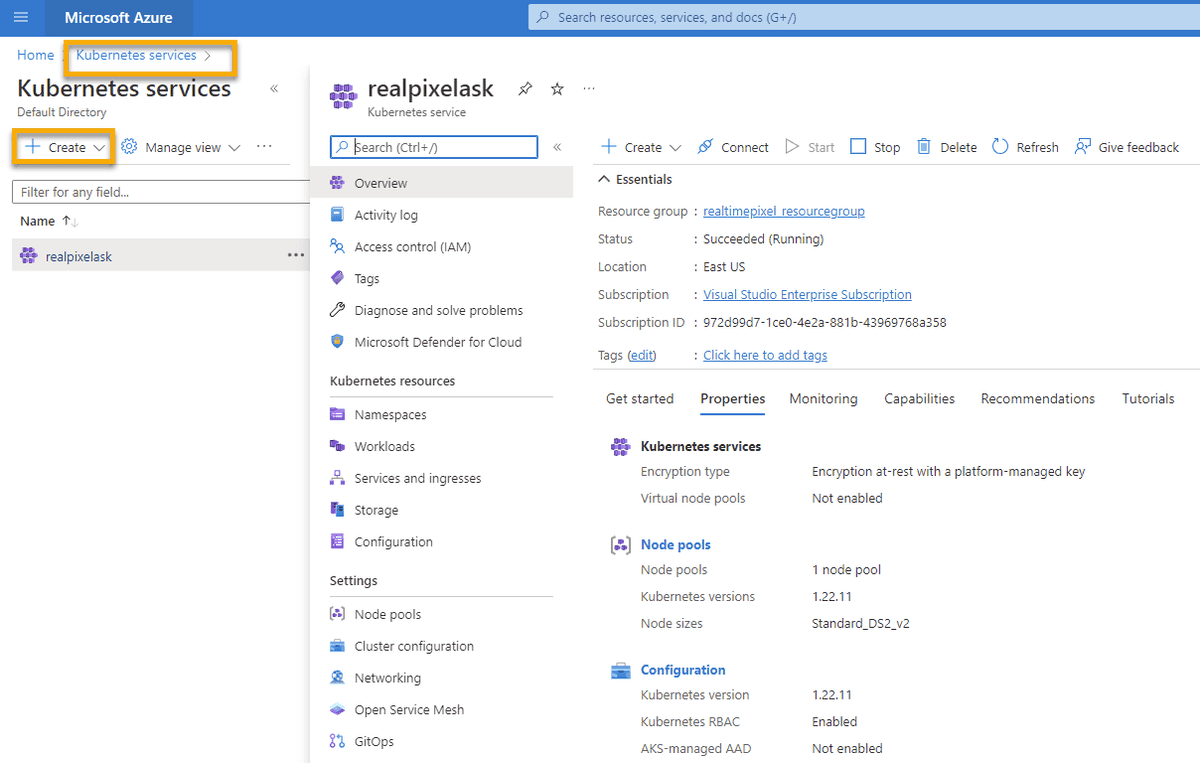 Microsoft Azure
Search resources, services, and docs (G+/)
Home
Kubernetes services
Kubernetes services
Default Directory
Create
Manage view
Filter for any field...
Name
realpixelask
realpixelask
Kubernetes service
Search (Ctrl+/)
Overview
Activity log
Access control (IAM)
Tags
Diagnose and solve problems
Microsoft Defender for Cloud
Kubernetes resources
Namespaces
Workloads
Services and ingresses
Storage
Configuration
Settings
Node pools
Cluster configuration
Networking
Open Service Mesh
GitOps
Create Connect Start Stop Delete Refresh Give feedback
Essentials
Resource group : realtimepixel_resourcegroup
Status : Succeeded (Running)
Location : East US
Subscription : Visual Studio Enterprise Subscription
Subscription ID : 972d99d7-1ce0-4e2a-881b-43969768a358
Tags (edit) : Click here to add tags
Get started Properties Monitoring Capabilities Recommendations Tutorials
Kubernetes services
Encryption type Encryption at-rest with a platform-managed key
Virtual node pools Not enabled
Node pools
Node pools 1 node pool
Kubernetes versions 1.22.11
Node sizes Standard_DS2_v2
Configuration
Kubernetes version 1.22.11
Kubernetes RBAC Enabled
AKS-managed AAD Not enabled